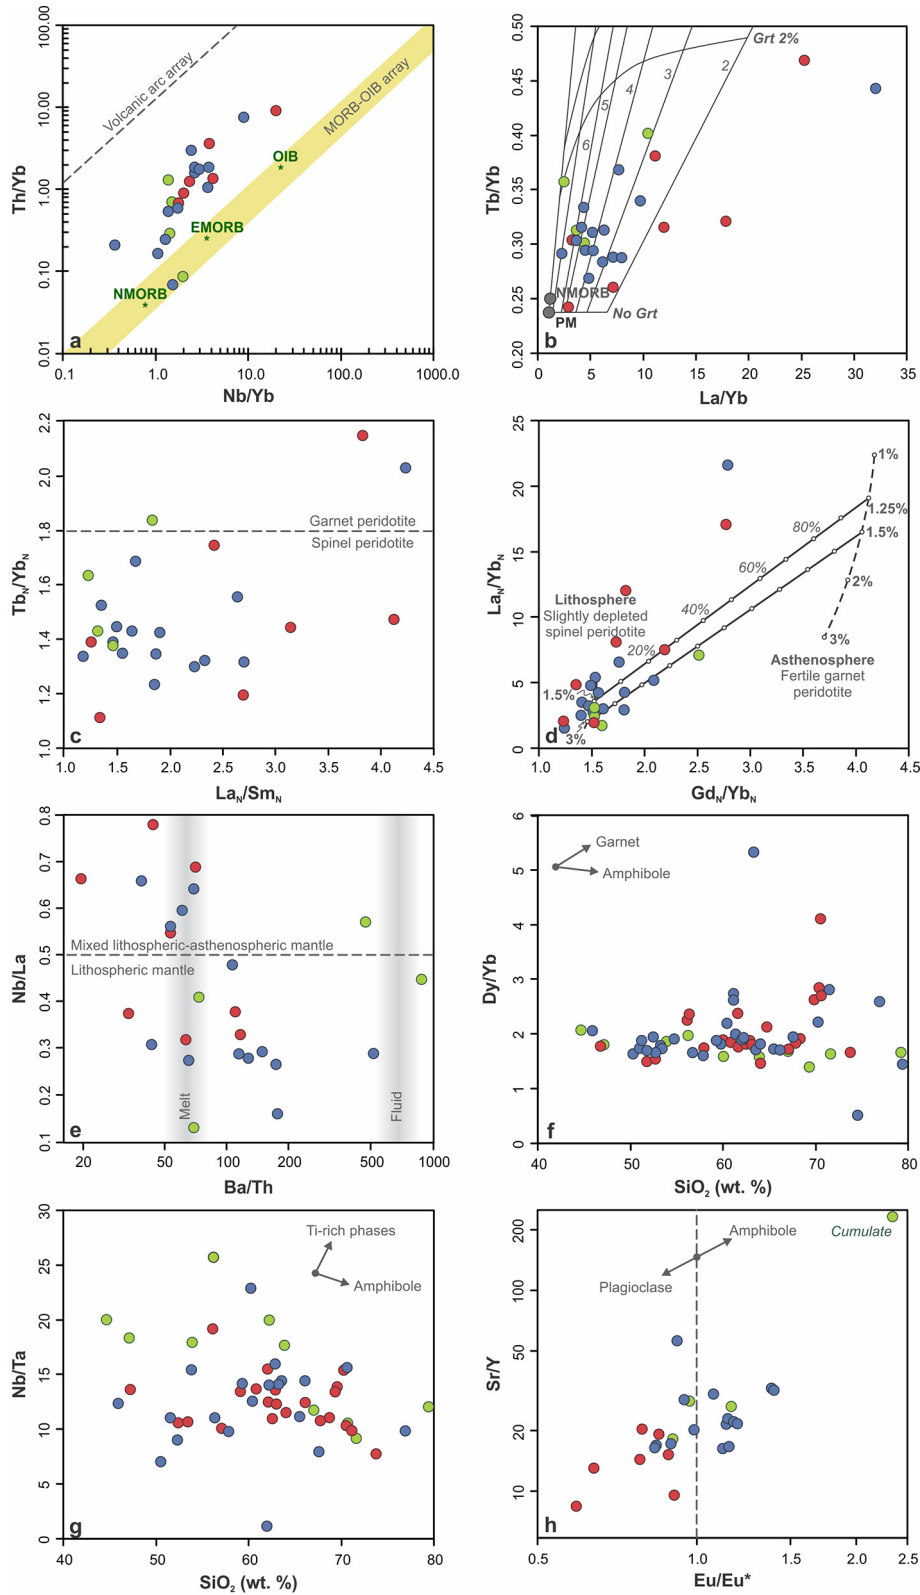 100.00
10.00
1.00
0.10
0.01
Th/Yb
Volcanic arc array
MORB-OIB array
OIB
*
EMORB
*
NMORB
*
a
0.1
1.0
10.0
100.0
1000.0
Nb/Yb
0.50
0.45
0.40
0.35
0.30
0.25
0.20
Tb/Yb
Grt 2%
2
3
4
5
6
NMORB
PM
No Grt
b
0
5
10
15
20
25
30
35
La/Yb
2.2
2.0
1.8
1.6
1.4
1.2
1.0
TbN/YbN
Garnet peridotite
Spinel peridotite
c
1.0
1.5
2.0
2.5
3.0
3.5
4.0
4.5
LaN/SmN
25
20
15
10
5
0
LaN/YbN
1%
1.25%
1.5%
2%
3%
80%
60%
40%
20%
Lithosphere
Slightly depleted
spinel peridotite
Asthenosphere
Fertile garnet
peridotite
1.5%
3%
d
1.0
1.5
2.0
2.5
3.0
3.5
4.0
4.5
GdN/YbN
0.8
0.7
0.6
0.5
0.4
0.3
0.2
0.1
Nb/La
Mixed lithospheric-asthenospheric mantle
Lithospheric mantle
Melt
Fluid
e
20
50
100
200
500
1000
Ba/Th
6
5
4
3
2
1
0
Dy/Yb
Garnet
Amphibole
f
40
50
60
70
80
SiO2 (wt. %)
30
25
20
15
10
5
0
Nb/Ta
Ti-rich phases
Amphibole
g
40
50
60
70
80
SiO2 (wt. %)
200
100
50
20
10
Sr/Y
Amphibole
Cumulate
Plagioclase
h
0.5
1.0
1.5
2.0
2.5
Eu/Eu*